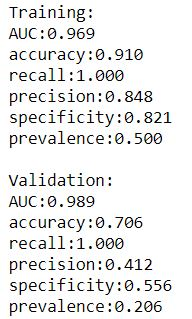 Training:
AUC:0.969
accuracy:0.910
recall:1.000
precision:0.848
specificity:0.821
prevalence:0.500

Validation:
AUC:0.989
accuracy:0.706
recall:1.000
precision:0.412
specificity:0.556
prevalence:0.206